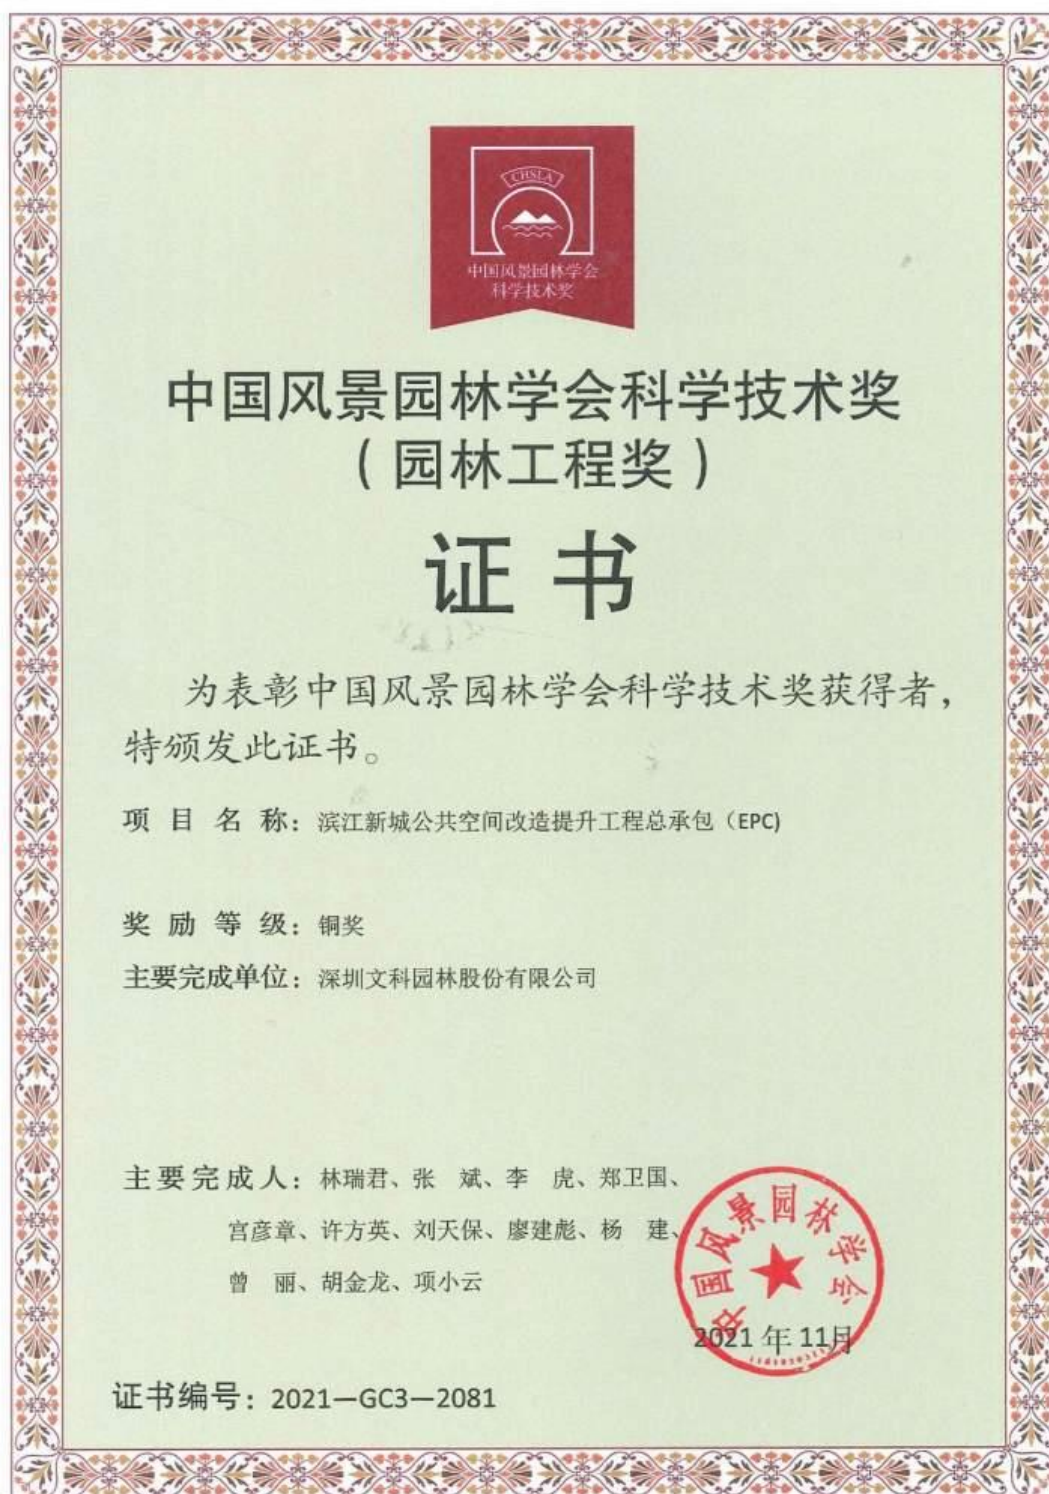 CHSLA
中国风景园林学会
科学技术奖
中国风景园林学会科学技术奖
（园林工程奖）
证书
为表彰中国风景园林学会科学技术奖获得者，
特颁发此证书。
项目名称：滨江新城公共空间改造提升工程总承包（EPC)
奖励等级：铜奖
主要完成单位：深圳文科园林股份有限公司
主要完成人：林瑞君、张　斌、李　虎、郑卫国、
宫彦章、许方英、刘天保、廖建彪、杨　建、
曾　丽、胡金龙、项小云
中国风景园林学会
2021年11月
证书编号：2021—GC3—2081